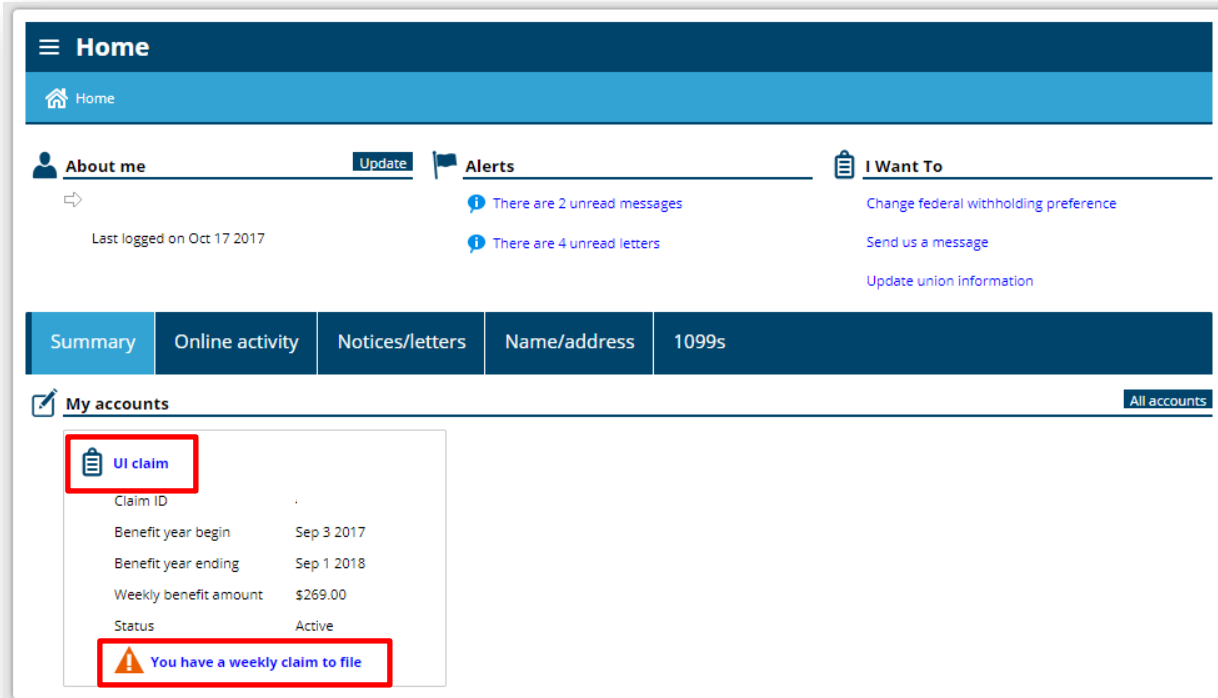 Home
Home
About me
Update
Last logged on Oct 17 2017
Alerts
There are 2 unread messages
There are 4 unread letters
I Want To
Change federal withholding preference
Send us a message
Update union information
Summary Online activity Notices/letters Name/address 1099s
My accounts
All accounts
UI claim
Claim ID
Benefit year begin Sep 3 2017
Benefit year ending Sep 1 2018
Weekly benefit amount $269.00
Status Active
You have a weekly claim to file